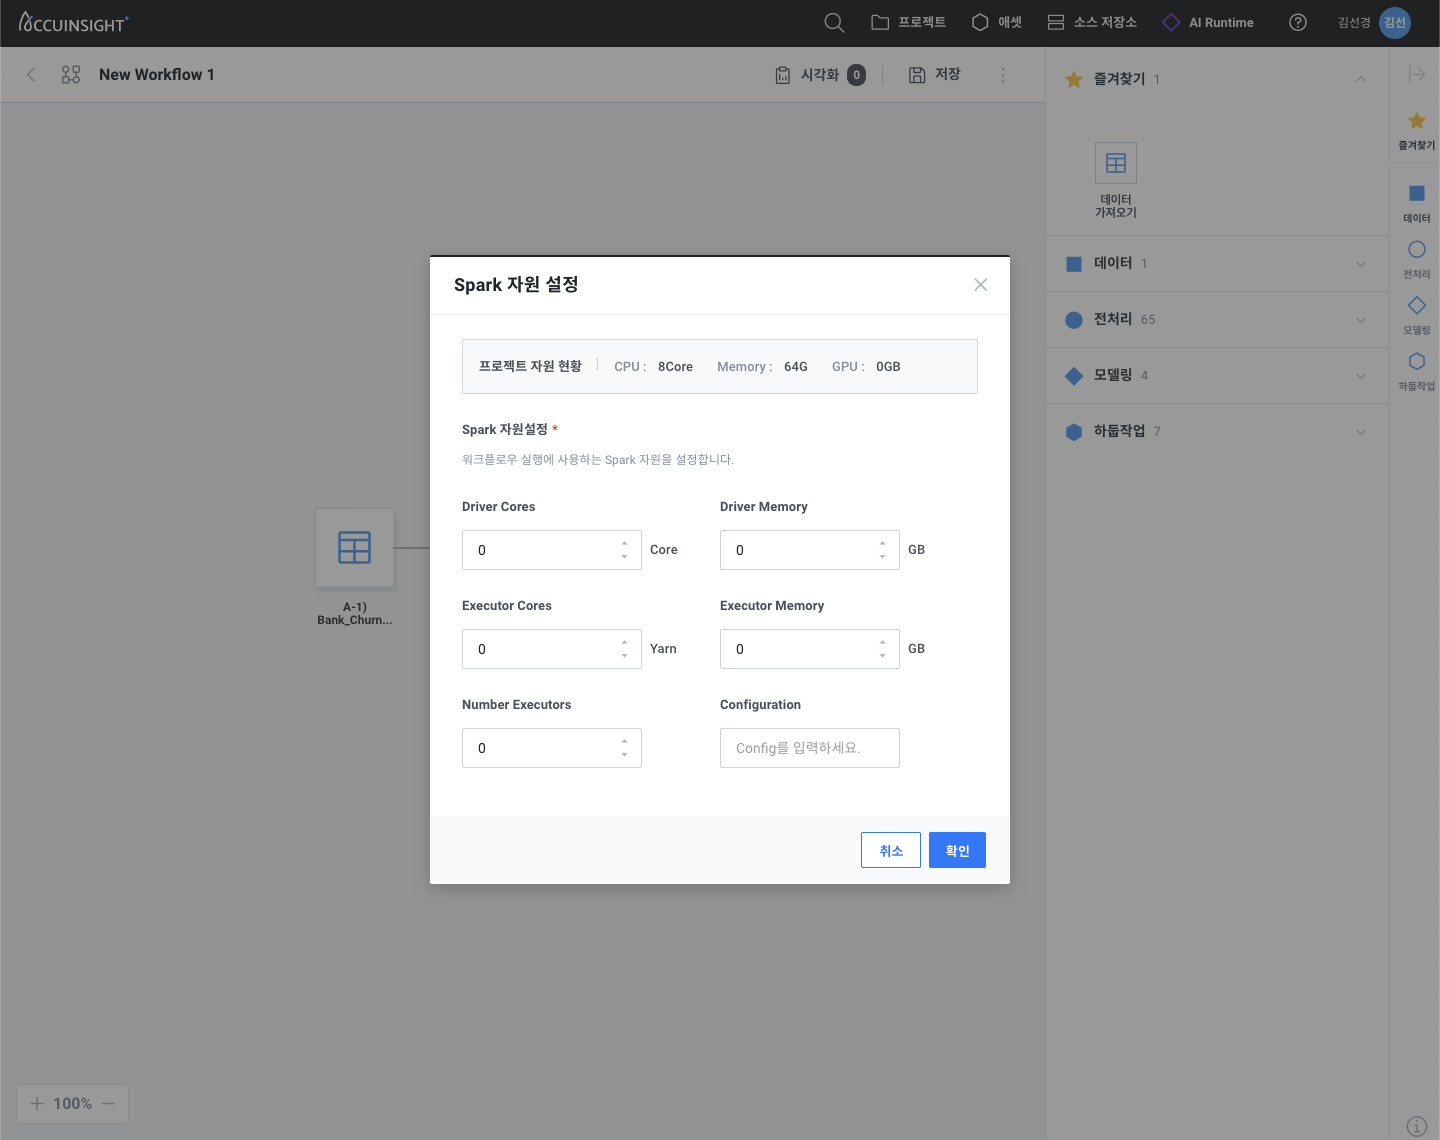 ACCUINSIGHT+
프로젝트
애셋
소스 저장소
AI Runtime
김선경
김선
New Workflow 1
시각화 0
저장
즐겨찾기 1
데이터
가져오기
데이터 1
전처리 65
모델링 4
하둡작업 7
즐겨찾기
데이터
전처리
모델링
하둡작업
A-1)
Bank_Churn...
Spark 자원 설정
프로젝트 자원 현황 CPU : 8Core Memory : 64G GPU : 0GB
Spark 자원설정 *
워크플로우 실행에 사용하는 Spark 자원을 설정합니다.
Driver Cores
0 Core
Driver Memory
0 GB
Executor Cores
0 Yarn
Executor Memory
0 GB
Number Executors
0
Configuration
Config를 입력하세요.
취소
확인
100%